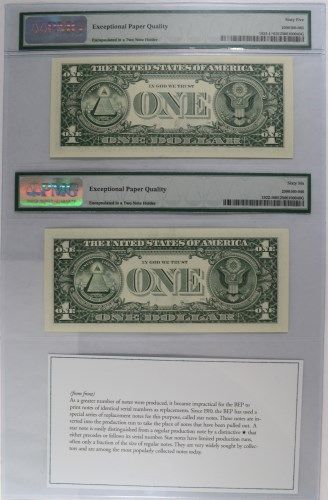 PMG
Exceptional Paper Quality
Encapsulated in a Two Note Holder
Sixty Five
THE UNITED STATES OF AMERICA
IN GOD WE TRUST
ONE
ONE DOLLAR
PMG
Exceptional Paper Quality
Encapsulated in a Two Note Holder
Sixty Six
THE UNITED STATES OF AMERICA
IN GOD WE TRUST
ONE
ONE DOLLAR
(from front)
As a greater number of notes were produced, it became impractical for the BEP to
print notes of identical serial numbers as replacements. Since 1910, the BEP has used a
special series of replacement notes for this purpose, called star notes. These notes are in-
serted into the production run to take the place of notes that have been pulled out. A
star note is easily distinguished from a regular production note by a distinctive ★ that
either precedes or follows its serial number. Star notes have limited production runs,
often only a fraction of the size of regular notes. They are very widely sought by collec-
tors and are among the most popularly collected notes today.